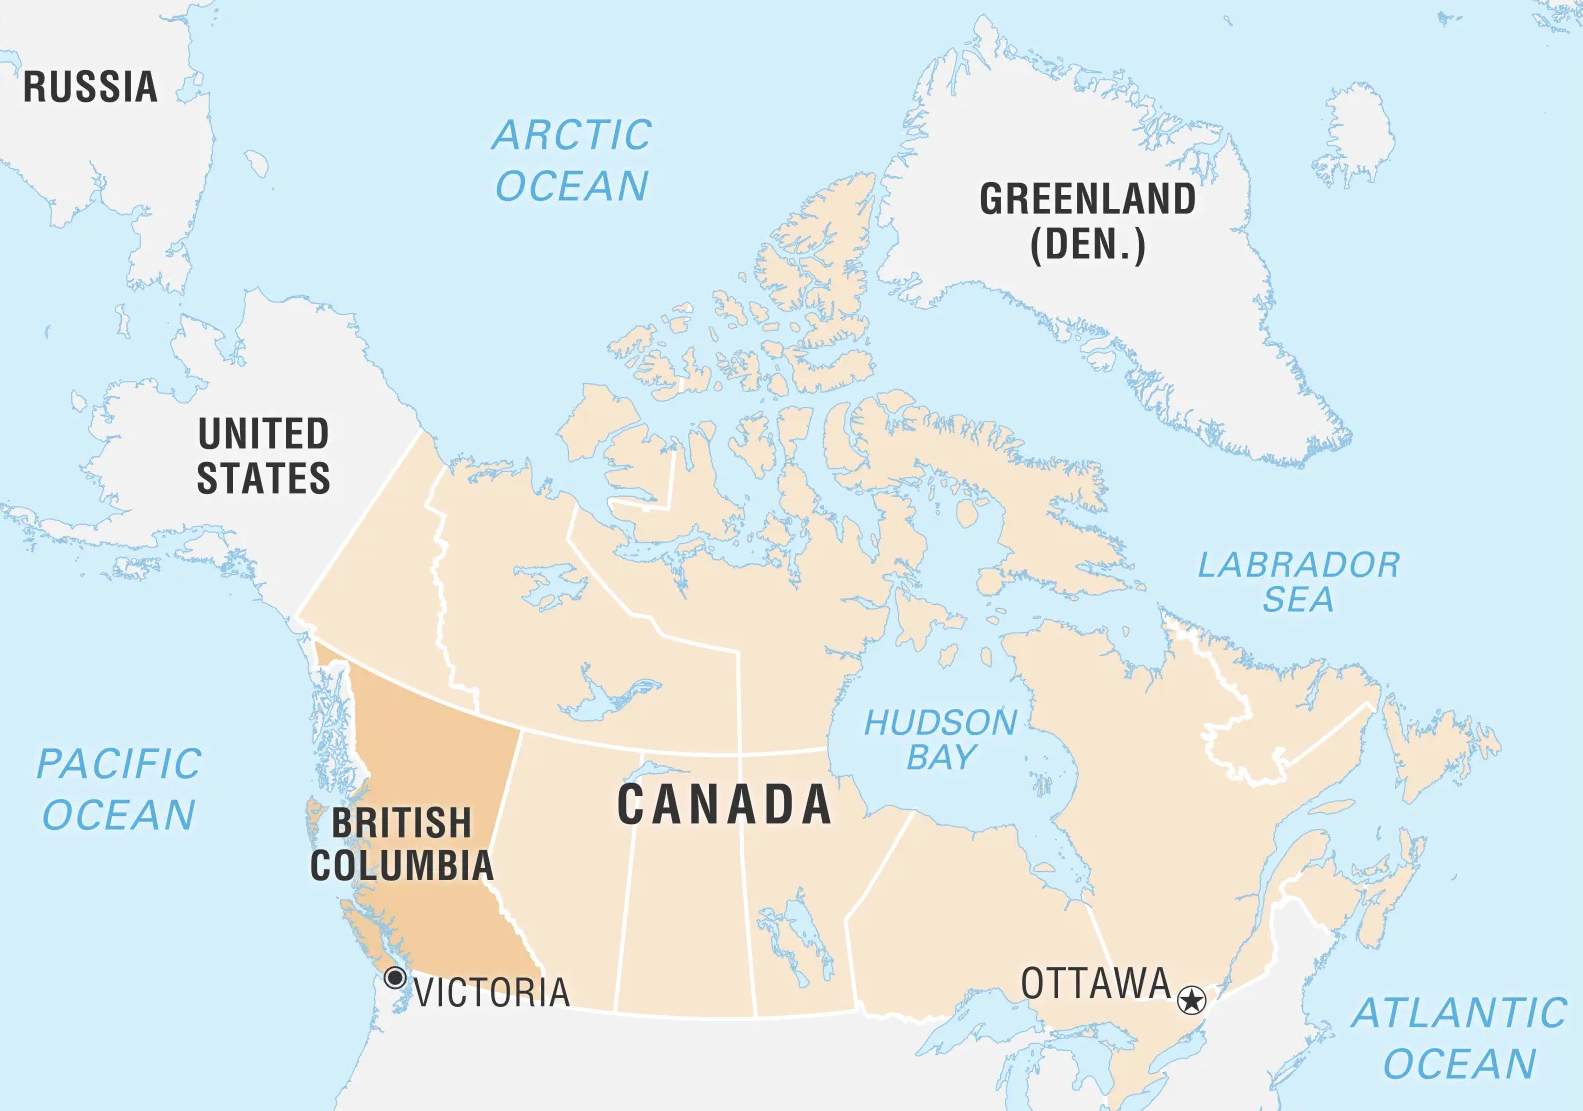 RUSSIA
ARCTIC
OCEAN
GREENLAND
(DEN.)
UNITED
STATES
LABRADOR
SEA
HUDSON
BAY
PACIFIC
OCEAN
CANADA
BRITISH
COLUMBIA
VICTORIA
OTTAWA
ATLANTIC
OCEAN